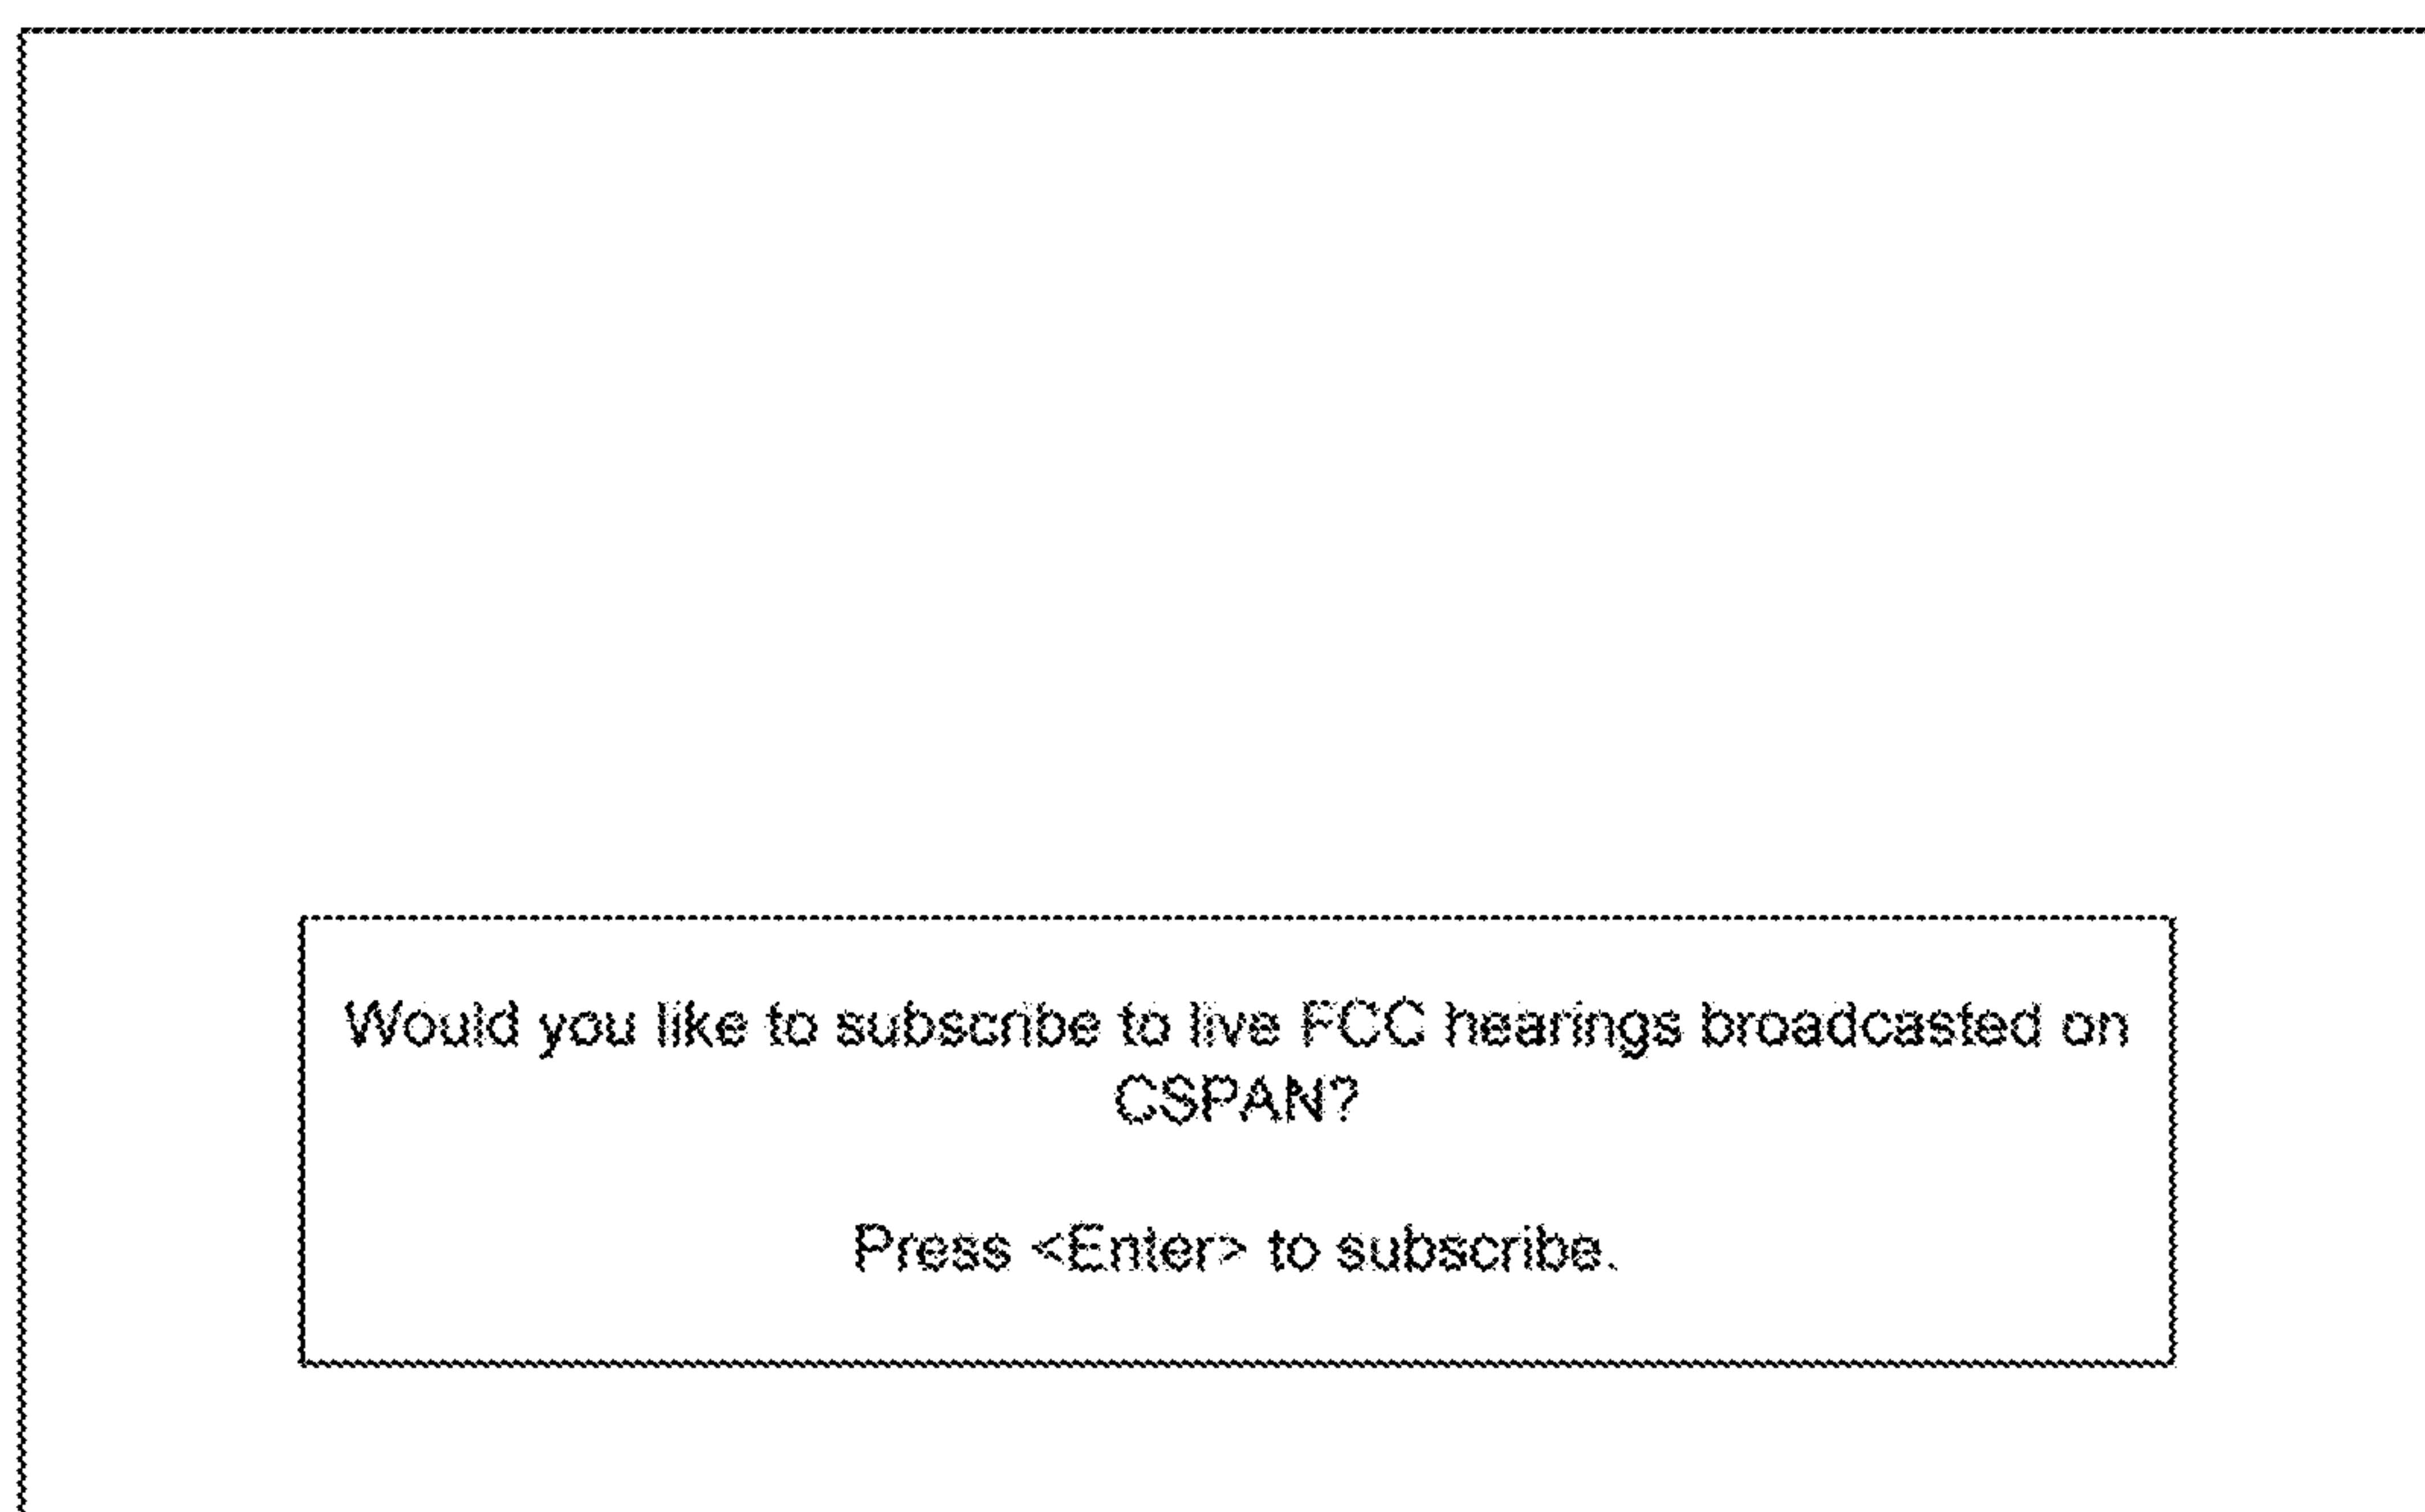 Would you like to subscribe to live FCC hearings broadcasted on
CSPAN?
Press <Enter> to subscribe.